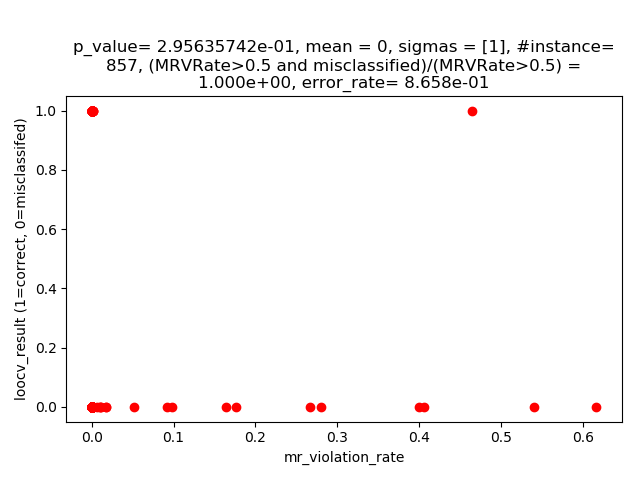 p_value= 2.95635742e-01, mean = 0, sigmas = [1], #instance=
857, (MRVRate>0.5 and misclassified)/(MRVRate>0.5) =
1.000e+00, error_rate= 8.658e-01
1.0
0.8
0.6
0.4
0.2
0.0
loocv_result (1=correct, 0=misclassifed)
0.0 0.1 0.2 0.3 0.4 0.5 0.6
mr_violation_rate